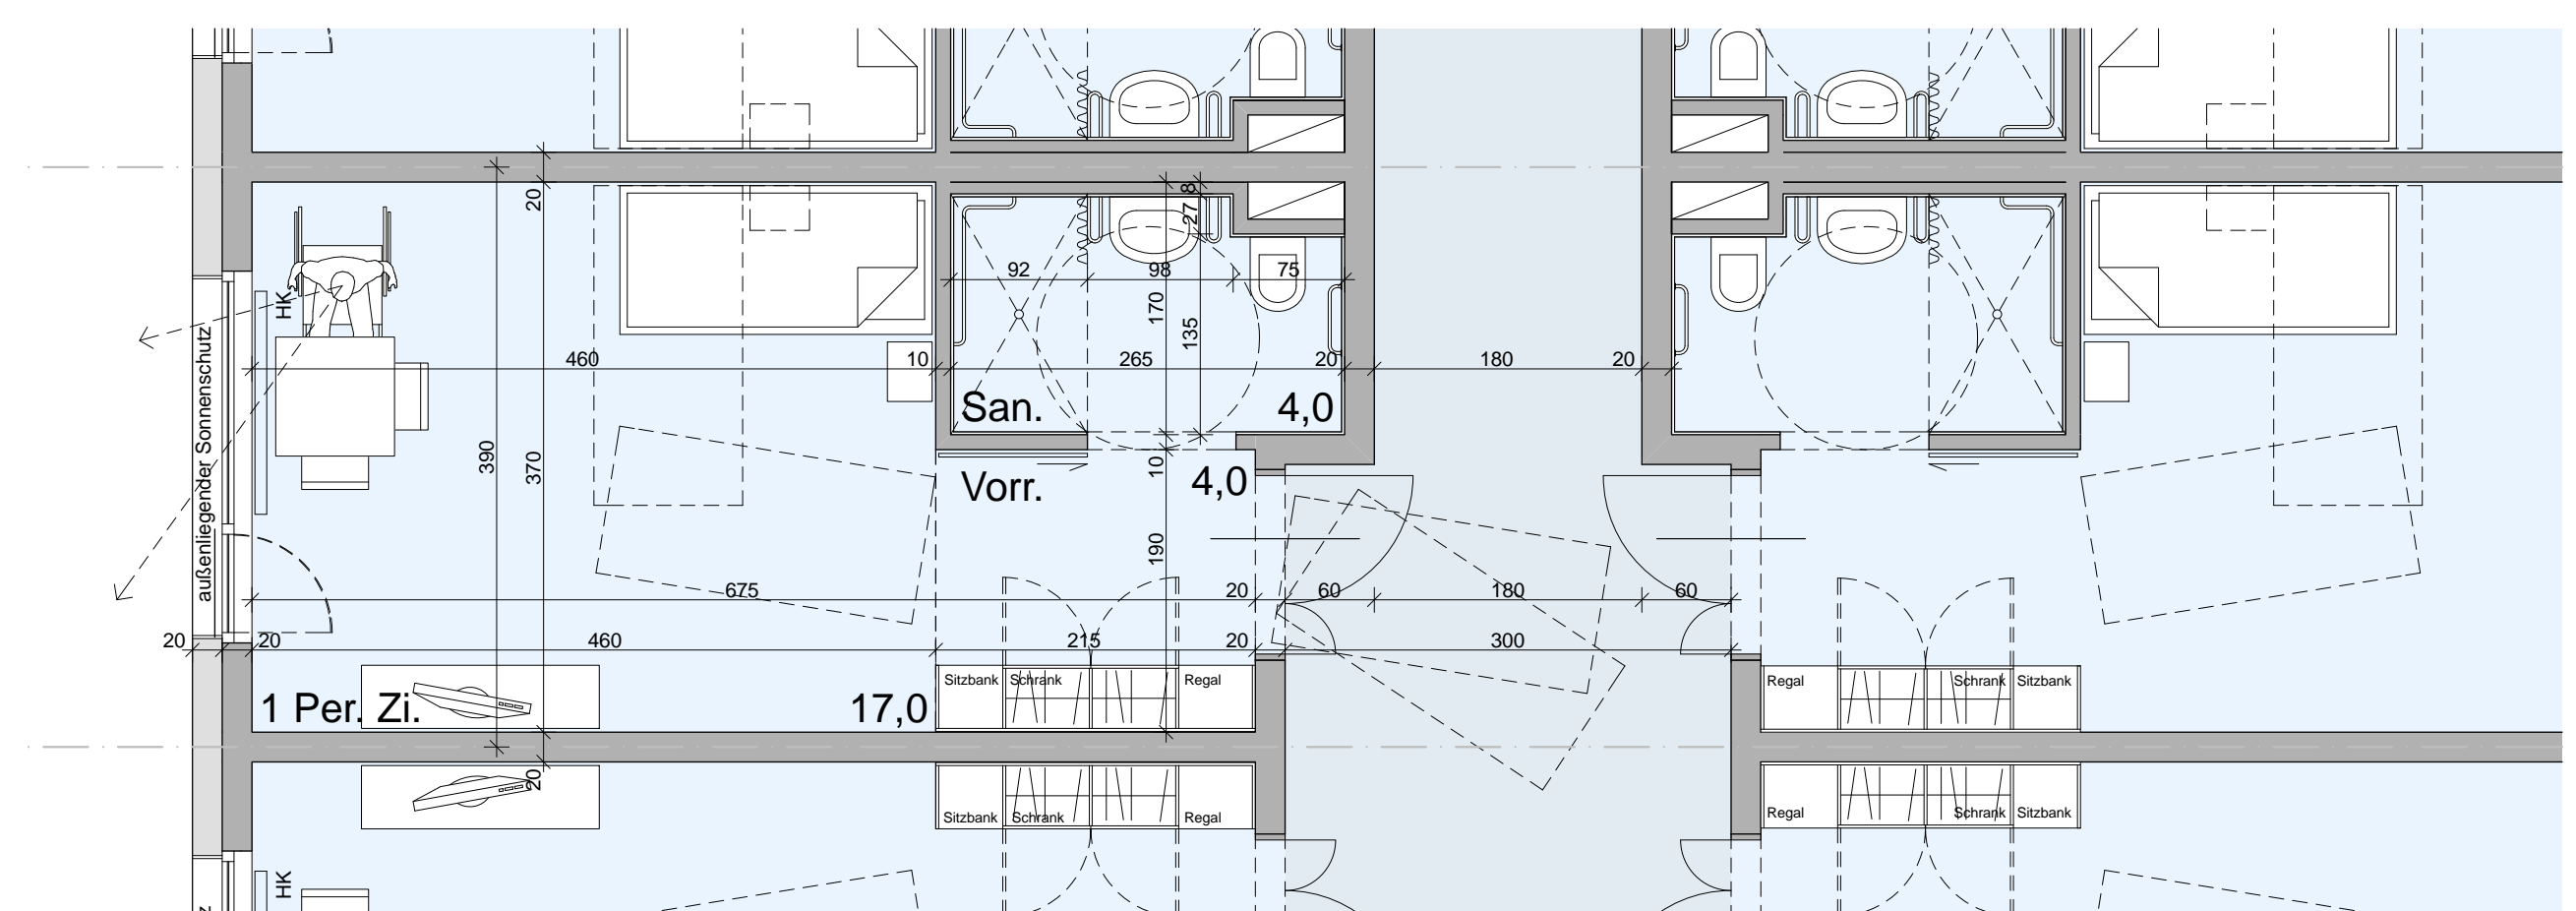 20
8
27
HK
92
98
75
170
135
460
10
265
20
180
20
San.
4,0
außenliegender Sonnenschutz
390
370
10
Vorr.
4,0
190
675
20
60
180
60
20
20
460
215
20
300
Sitzbank
Schrank
Regal
Regal
Schrank
Sitzbank
1 Per. Zi.
17,0
20
Sitzbank
Schrank
Regal
Regal
Schrank
Sitzbank
HK
z